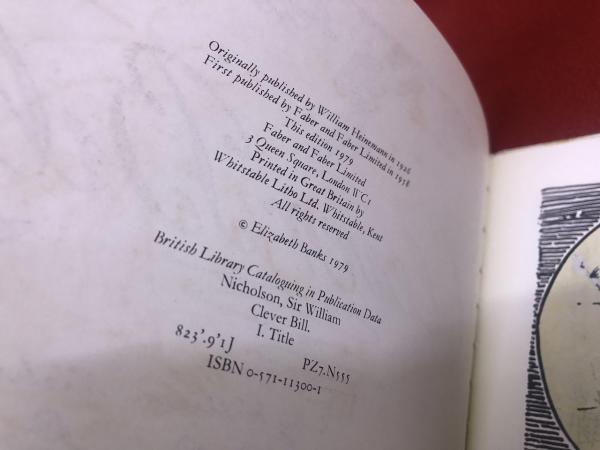 Originally published by William Heinemann in 1926
First published by Faber and Faber Limited in 1958
This edition 1979
Faber and Faber Limited
3 Queen Square, London WC1
Printed in Great Britain by
Whitstable Litho Ltd. Whitstable, Kent
All rights reserved
© Elizabeth Banks 1979
British Library Cataloguing in Publication Data
Nicholson, Sir William
Clever Bill.
I. Title
823'.9'1J PZ7.N555
ISBN 0-571-11300-1